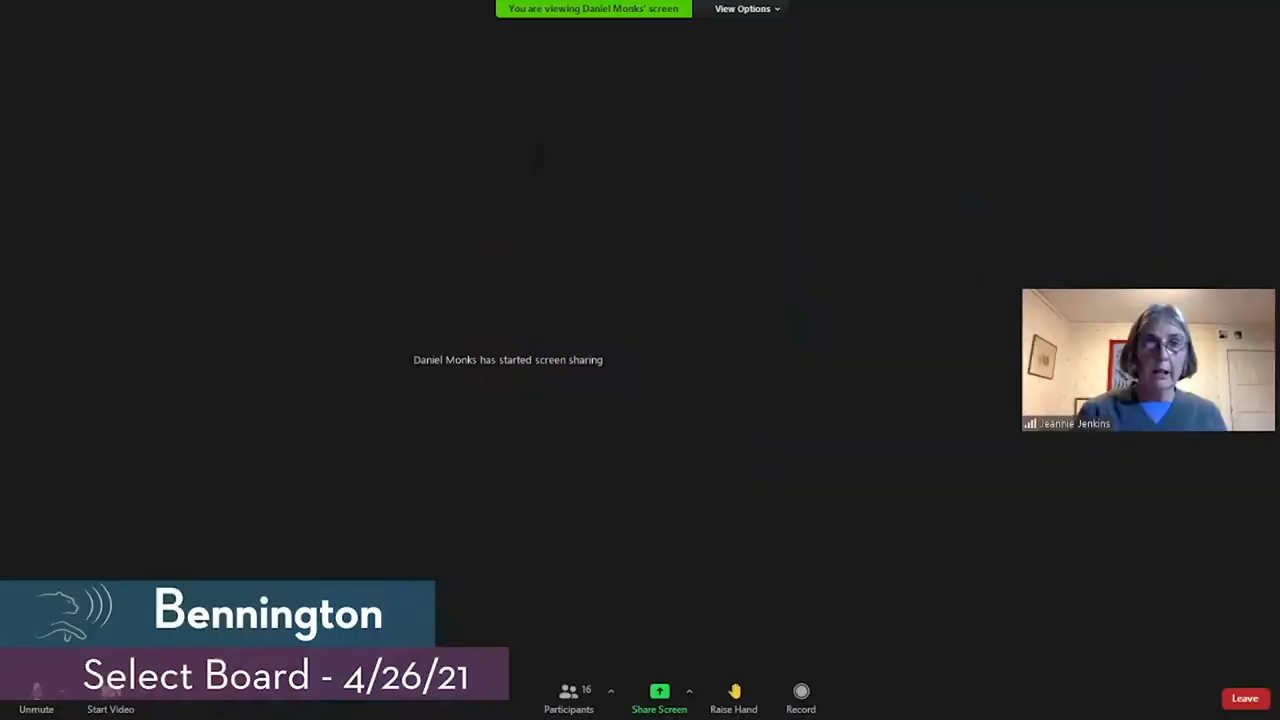 You are viewing Daniel Monks' screen
View Options
Daniel Monks has started screen sharing
Jeannie Jenkins
Bennington
Select Board - 4/26/21
16
Unmute
Start Video
Participants
Share Screen
Raise Hand
Record
Leave